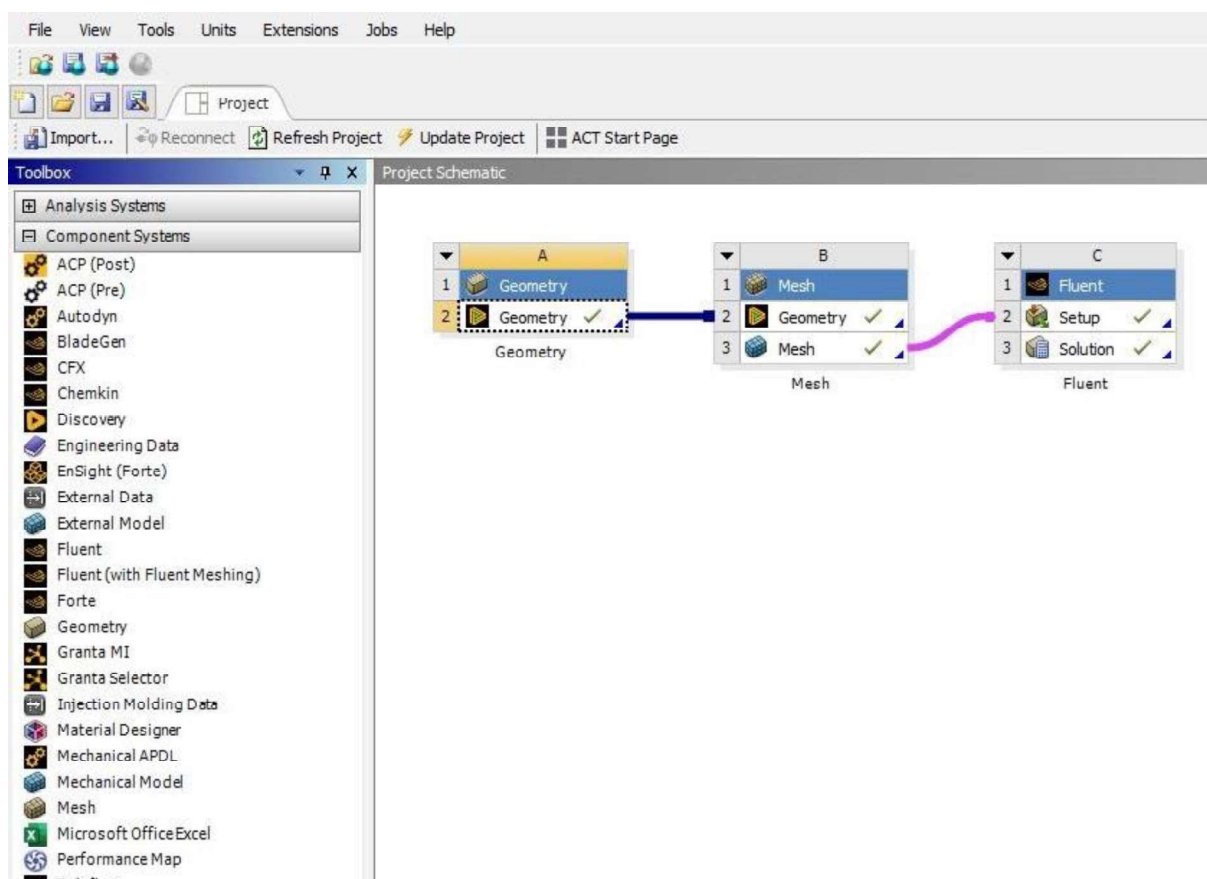 File View Tools Units Extensions Jobs Help
Project
Import... Reconnect Refresh Project Update Project ACT Start Page
Toolbox
Project Schematic
Analysis Systems
Component Systems
ACP (Post)
ACP (Pre)
Autodyn
BladeGen
CFX
Chemkin
Discovery
Engineering Data
EnSight (Forte)
External Data
External Model
Fluent
Fluent (with Fluent Meshing)
Forte
Geometry
Granta MI
Granta Selector
Injection Molding Data
Material Designer
Mechanical APDL
Mechanical Model
Mesh
Microsoft Office Excel
Performance Map
A
1 Geometry
2 Geometry
Geometry
B
1 Mesh
2 Geometry
3 Mesh
Mesh
C
1 Fluent
2 Setup
3 Solution
Fluent